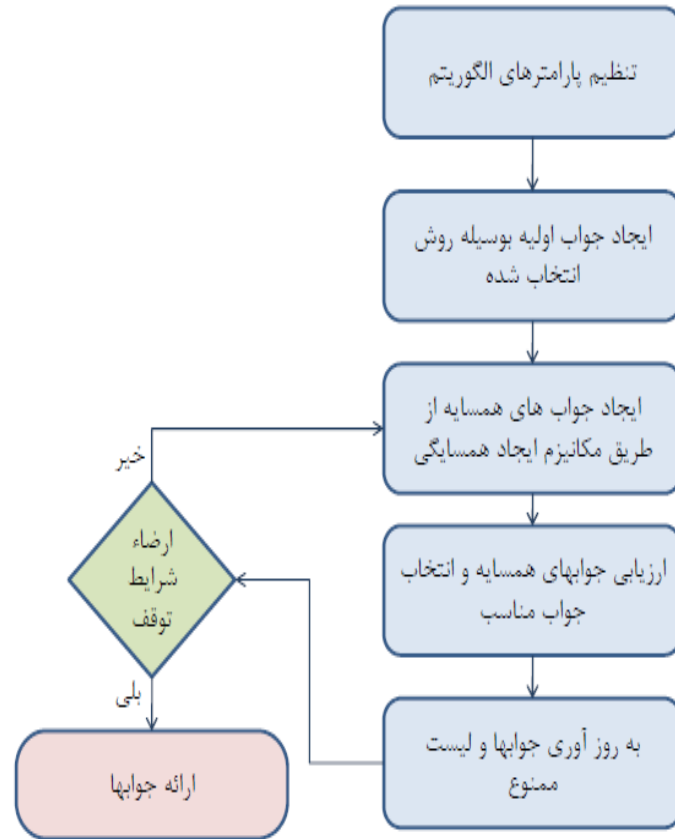 تنظیم پارامترهای الگوریتم
ایجاد جواب اولیه بوسیله روش
انتخاب شده
ایجاد جواب های همسایه از
طریق مکانیزم ایجاد همسایگی
ارزیابی جوابهای همسایه و انتخاب
جواب مناسب
به روز آوری جوابها و لیست
ممنوع
ارضاء
شرایط
توقف
خیر
بلی
ارائه جوابها